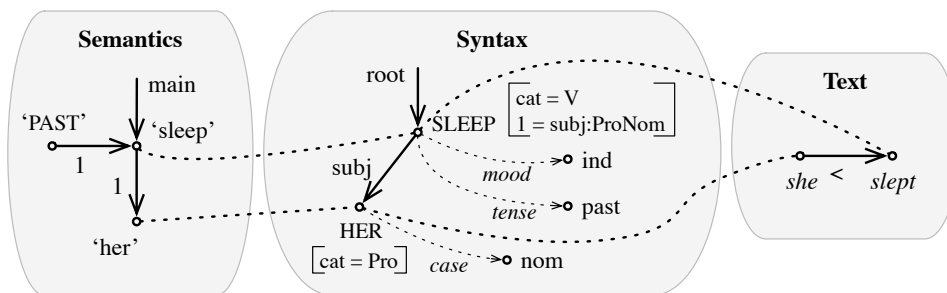 Semantics
main
‘PAST’
‘sleep’
1
1
‘her’
Syntax
root
cat = V
1 = subj:ProNom
SLEEP
subj
mood
ind
tense
past
HER
cat = Pro
case
nom
Text
she
<
slept